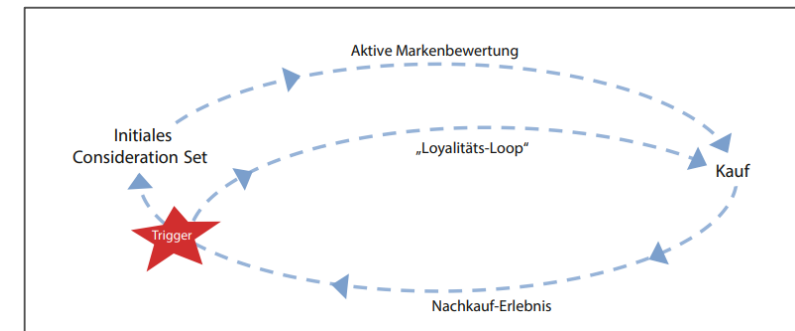 Aktive Markenbewertung
Initiales
Consideration Set
„Loyalitäts-Loop“
Kauf
Trigger
Nachkauf-Erlebnis